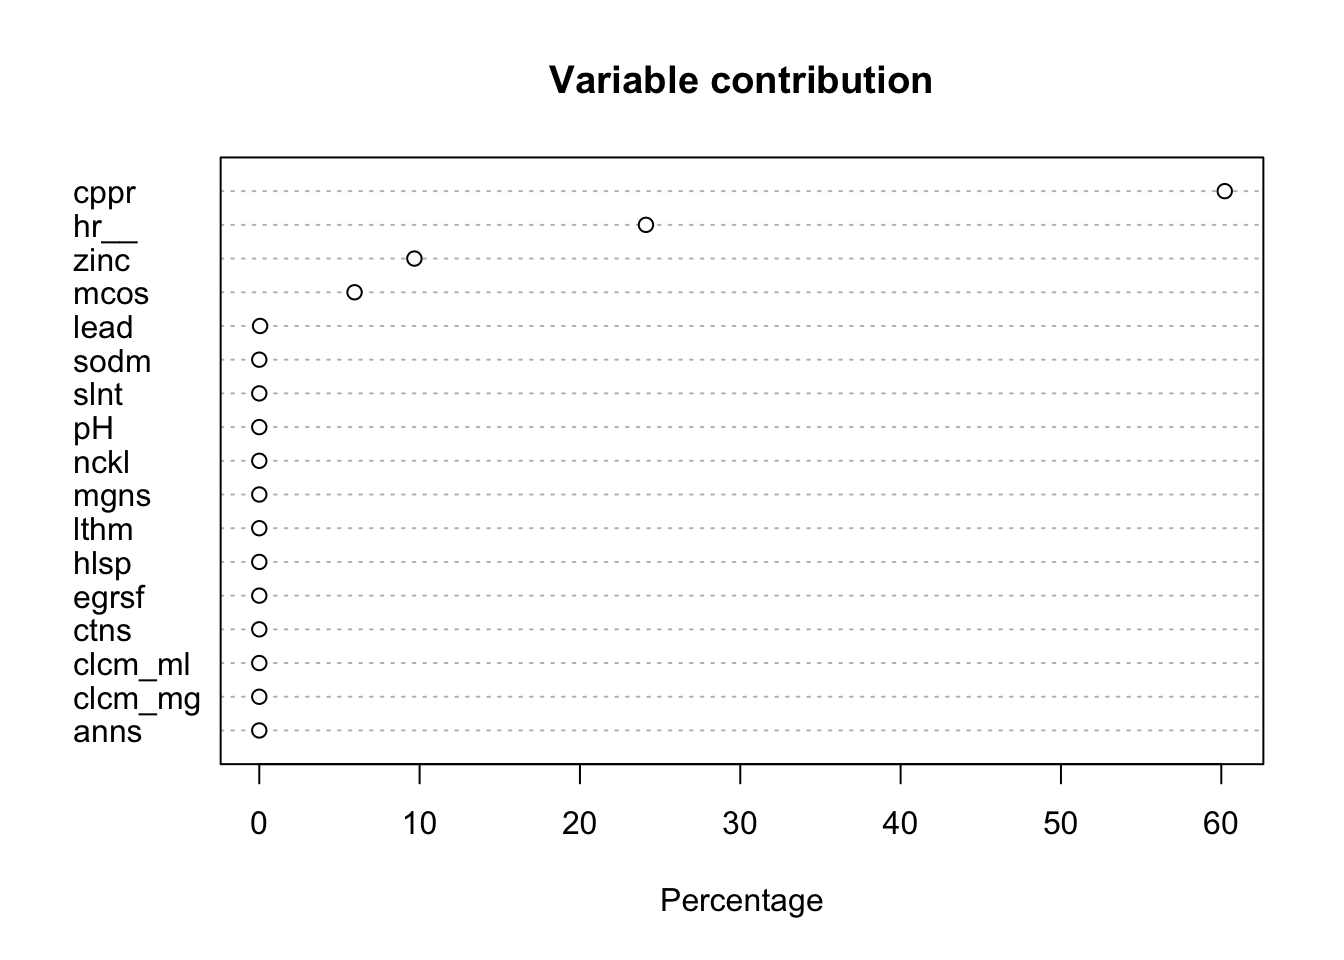 Variable contribution
cppr
hr__
zinc
mcos
lead
sodm
slnt
pH
nckl
mgns
lthm
hlsp
egrsf
ctns
clcm_ml
clcm_mg
anns
0 10 20 30 40 50 60
Percentage